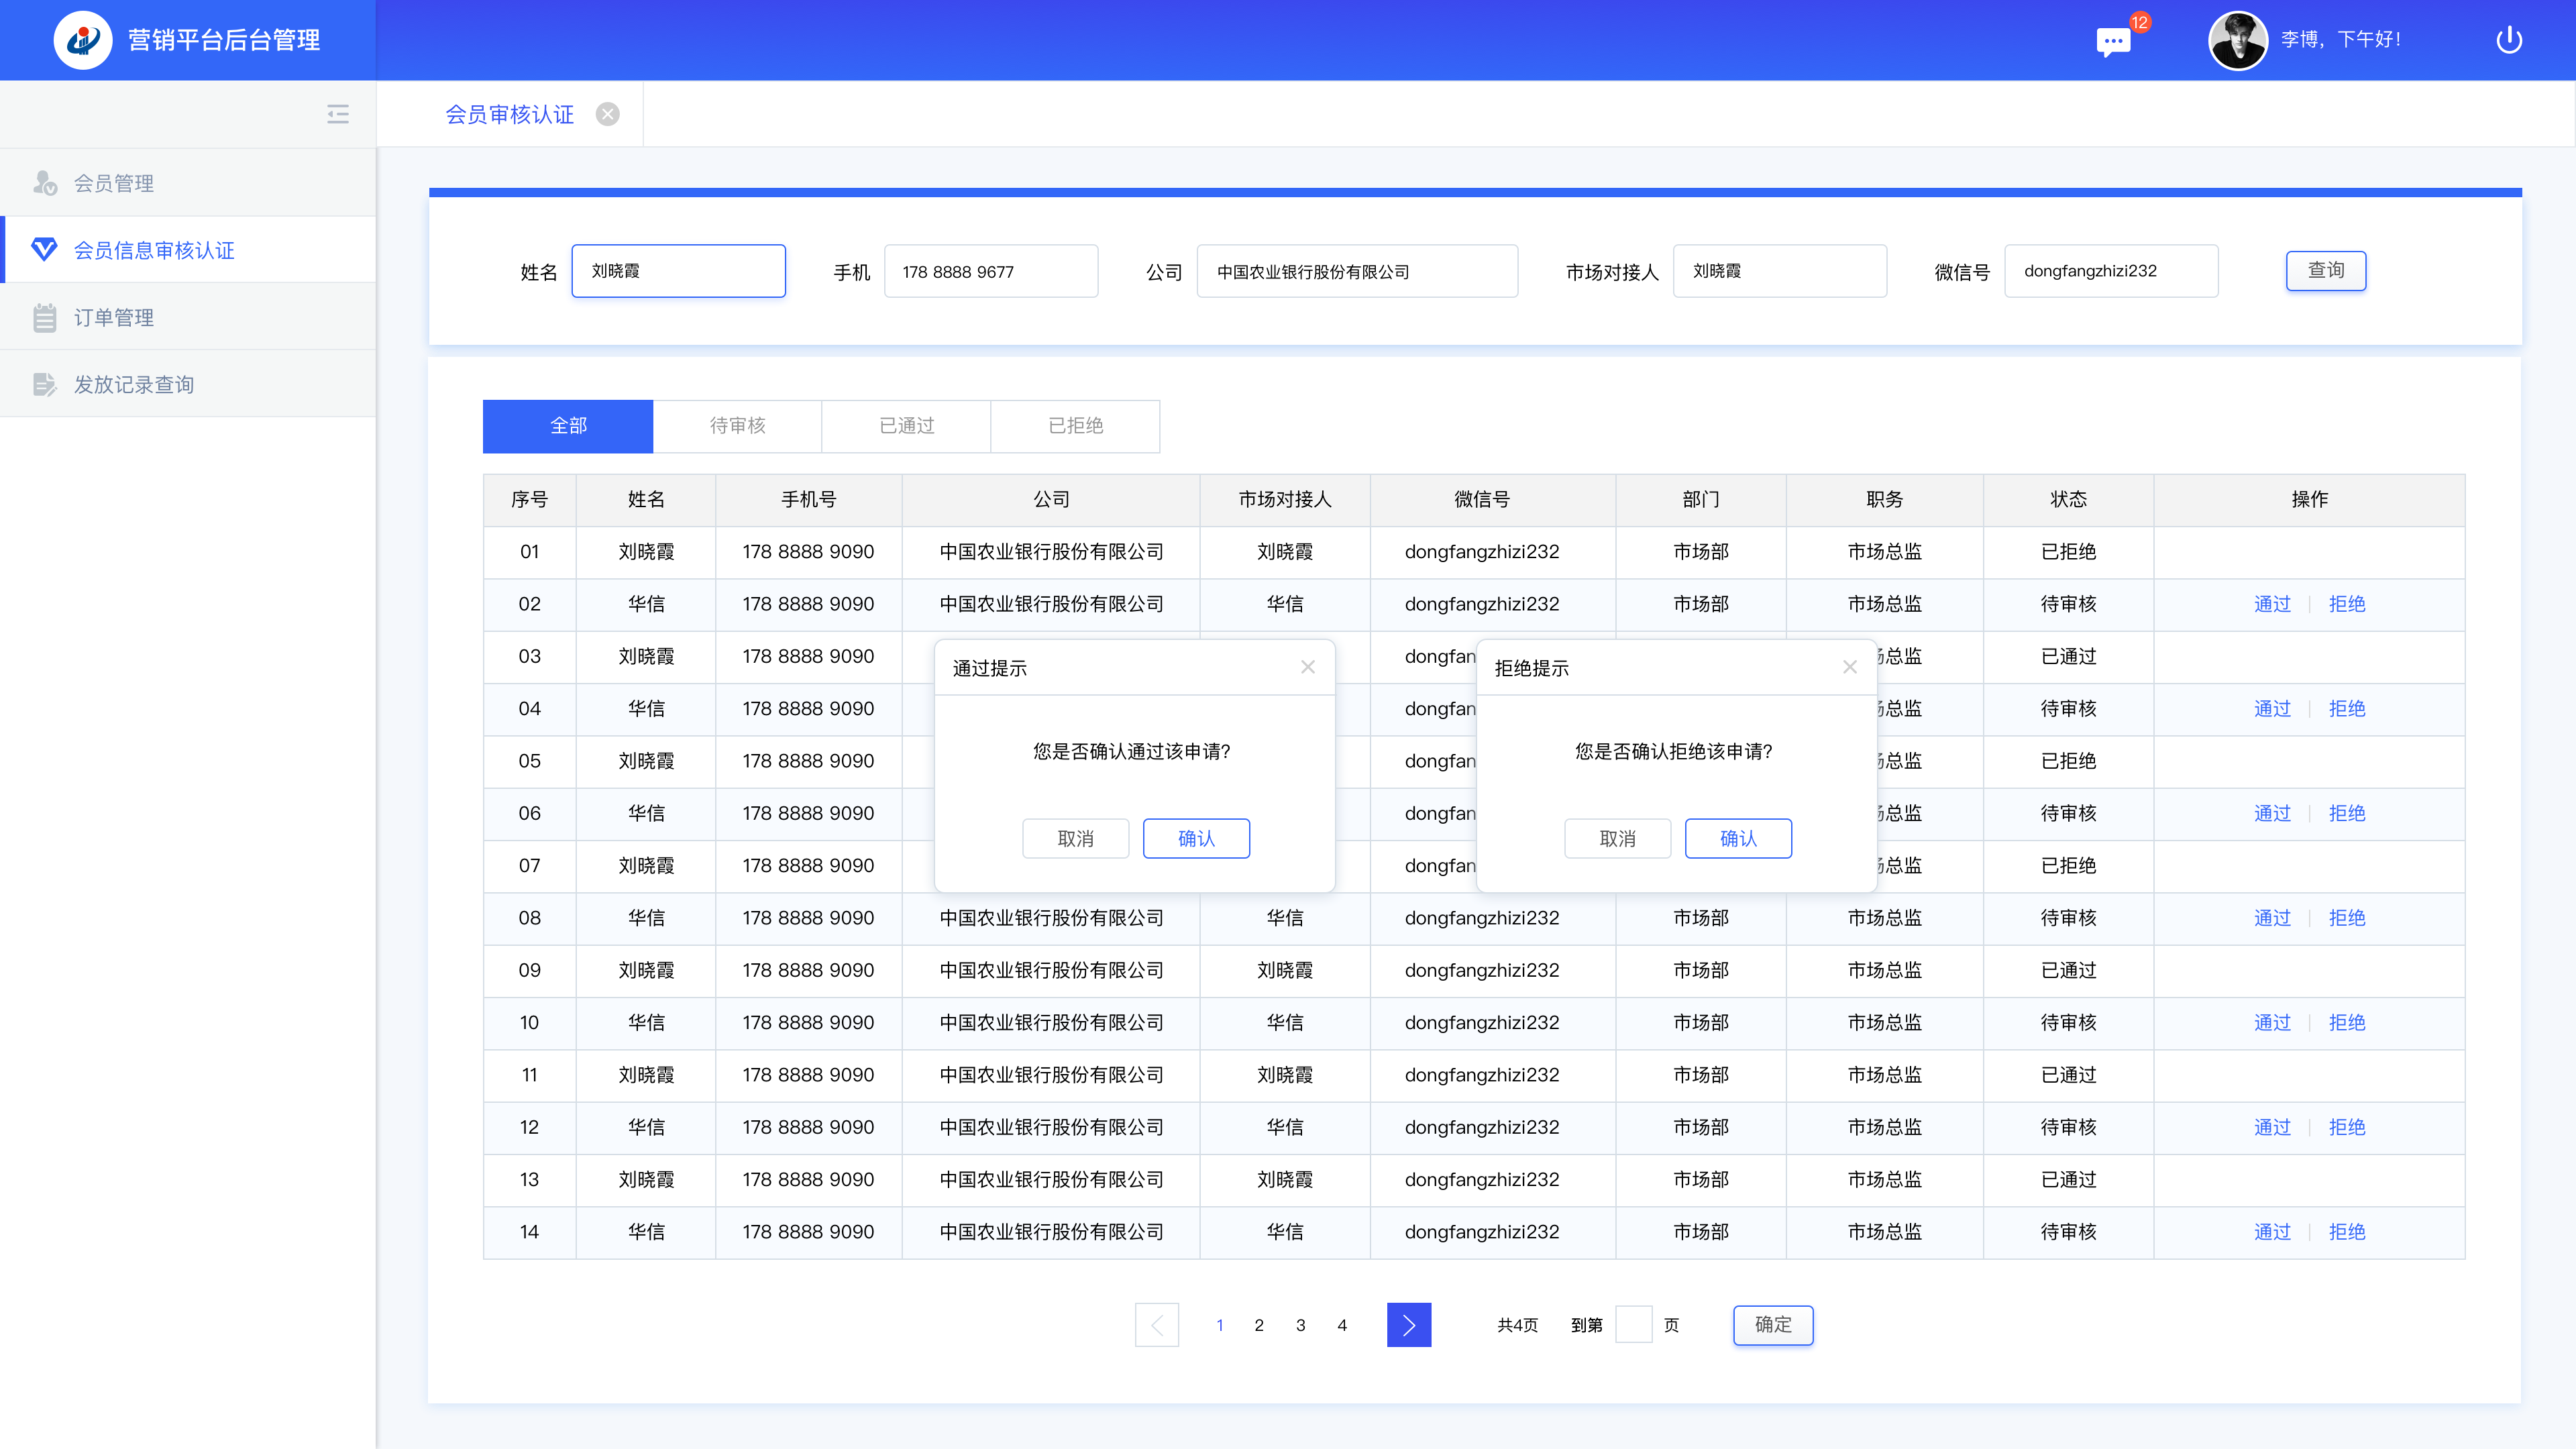 营销平台后台管理
12
李博，下午好！
会员审核认证
会员管理
会员信息审核认证
订单管理
发放记录查询
姓名 刘晓霞 手机 178 8888 9677 公司 中国农业银行股份有限公司 市场对接人 刘晓霞 微信号 dongfangzhizi232 查询
全部 待审核 已通过 已拒绝
序号 姓名 手机号 公司 市场对接人 微信号 部门 职务 状态 操作
01 刘晓霞 178 8888 9090 中国农业银行股份有限公司 刘晓霞 dongfangzhizi232 市场部 市场总监 已拒绝
02 华信 178 8888 9090 中国农业银行股份有限公司 华信 dongfangzhizi232 市场部 市场总监 待审核 通过 拒绝
03 刘晓霞 178 8888 9090 dongfan 总监 已通过
04 华信 178 8888 9090 dongfan 总监 待审核 通过 拒绝
05 刘晓霞 178 8888 9090 dongfan 总监 已拒绝
06 华信 178 8888 9090 dongfan 总监 待审核 通过 拒绝
07 刘晓霞 178 8888 9090 dongfan 总监 已拒绝
通过提示
您是否确认通过该申请?
取消 确认
拒绝提示
您是否确认拒绝该申请?
取消 确认
08 华信 178 8888 9090 中国农业银行股份有限公司 华信 dongfangzhizi232 市场部 市场总监 待审核 通过 拒绝
09 刘晓霞 178 8888 9090 中国农业银行股份有限公司 刘晓霞 dongfangzhizi232 市场部 市场总监 已通过
10 华信 178 8888 9090 中国农业银行股份有限公司 华信 dongfangzhizi232 市场部 市场总监 待审核 通过 拒绝
11 刘晓霞 178 8888 9090 中国农业银行股份有限公司 刘晓霞 dongfangzhizi232 市场部 市场总监 已通过
12 华信 178 8888 9090 中国农业银行股份有限公司 华信 dongfangzhizi232 市场部 市场总监 待审核 通过 拒绝
13 刘晓霞 178 8888 9090 中国农业银行股份有限公司 刘晓霞 dongfangzhizi232 市场部 市场总监 已通过
14 华信 178 8888 9090 中国农业银行股份有限公司 华信 dongfangzhizi232 市场部 市场总监 待审核 通过 拒绝
1 2 3 4 共4页 到第 页 确定